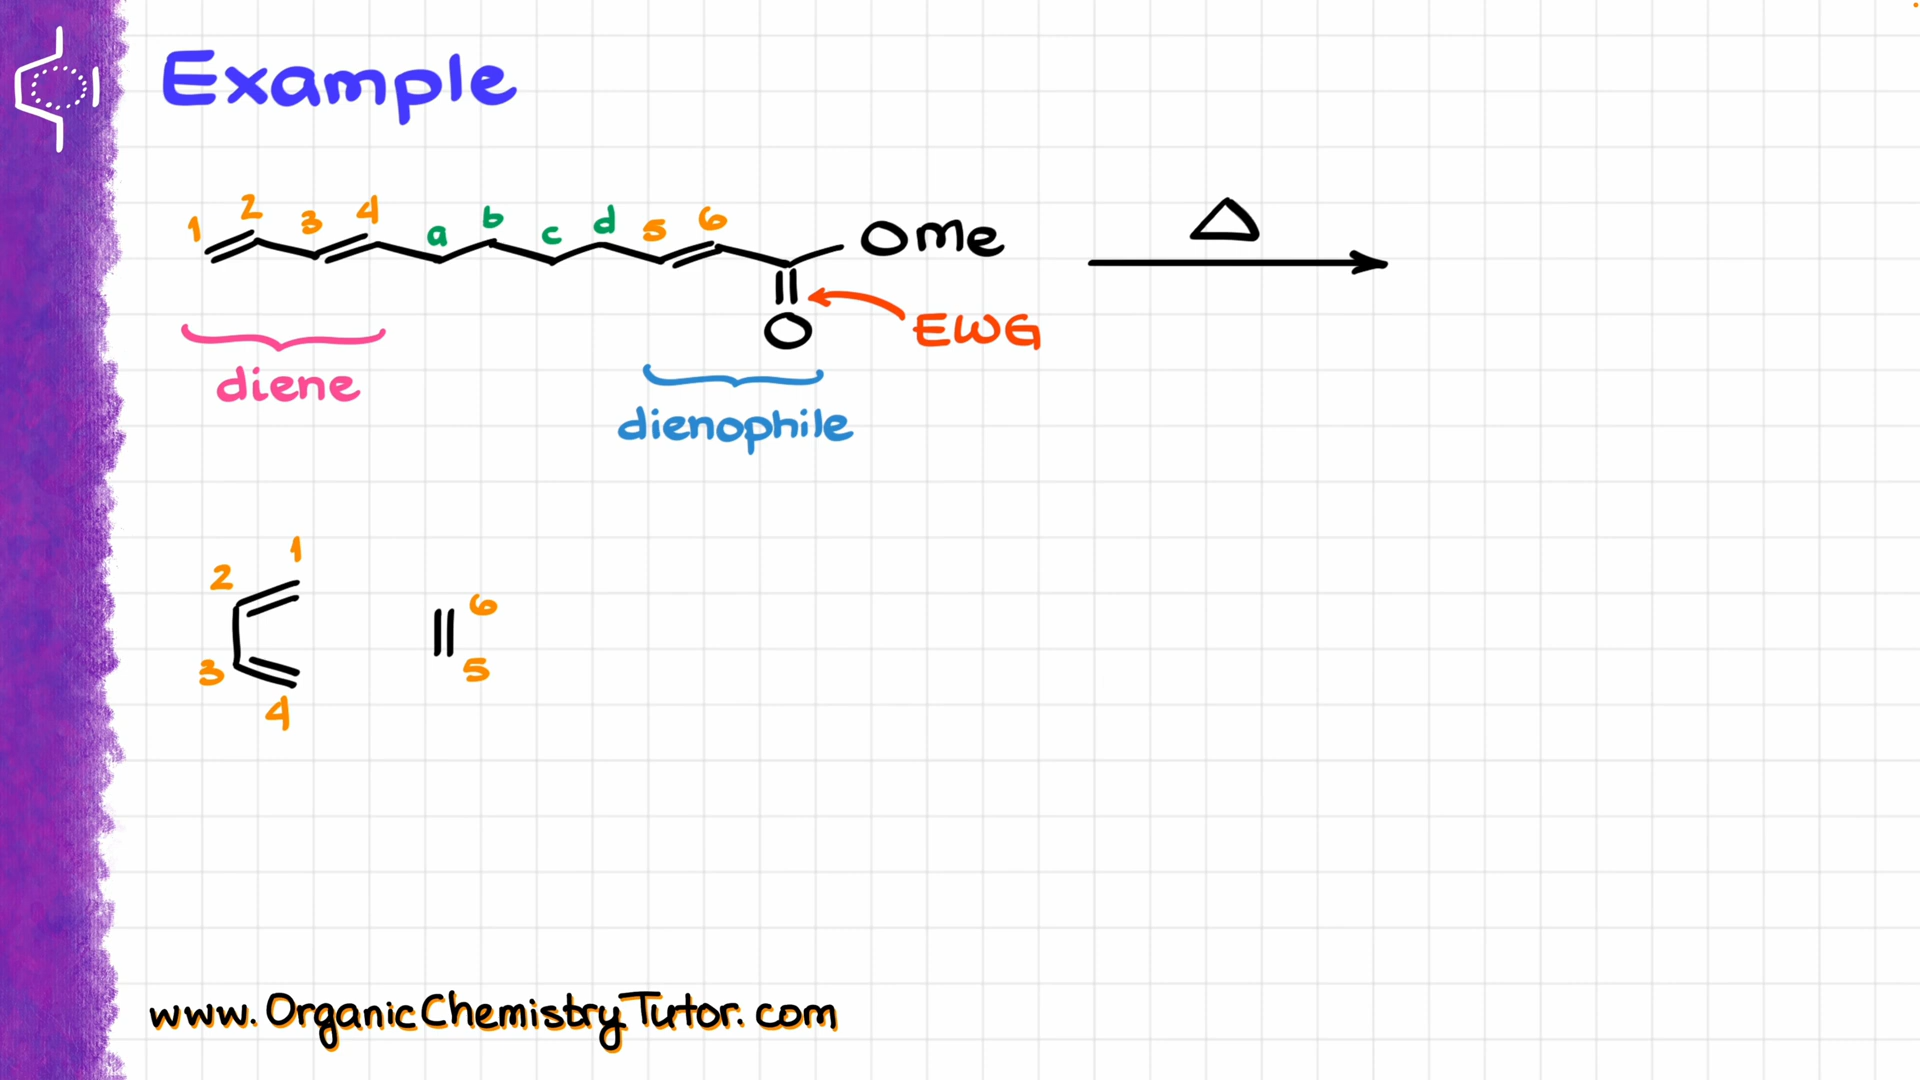 Example
1 2 3 4 a b c d 5 6
OMe
Δ
O
EWG
diene
dienophile
1
2
6
3
5
4
www.OrganicChemistryTutor.com